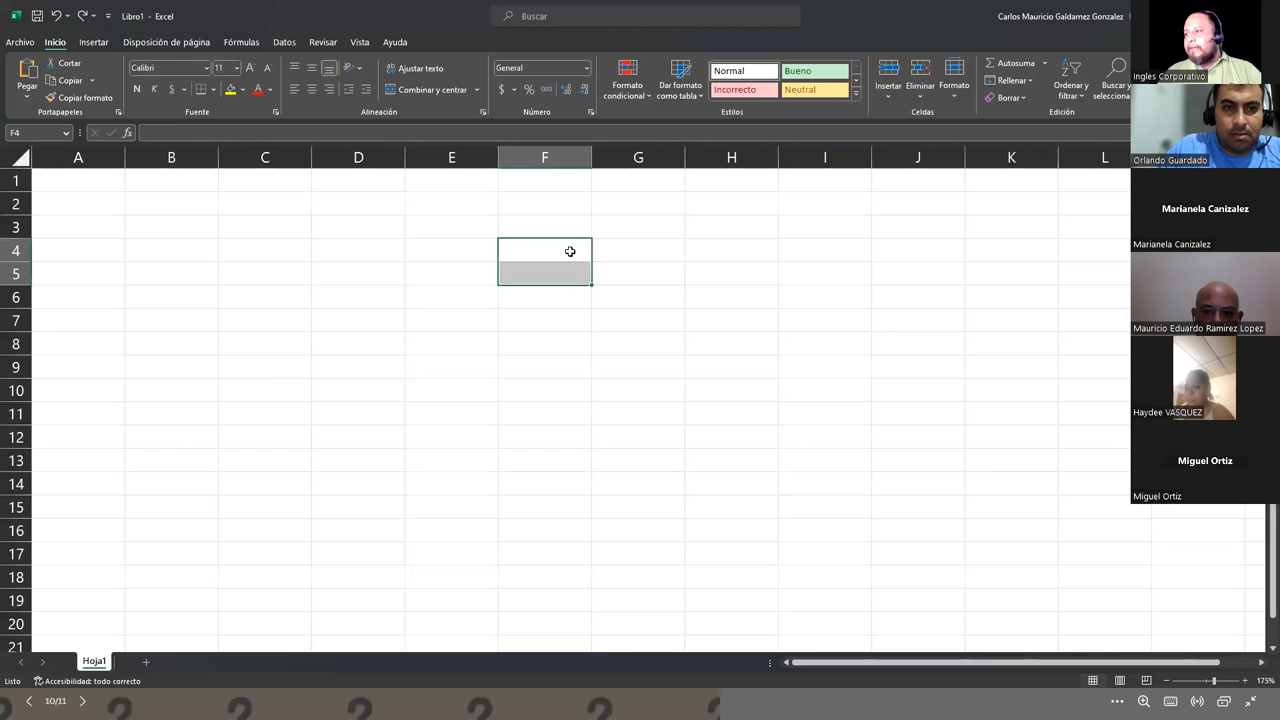 Libro1 - Excel
Buscar
Carlos Mauricio Galdamez Gonzalez
Archivo Inicio Insertar Disposición de página Fórmulas Datos Revisar Vista Ayuda
Pegar
Cortar
Copiar
Copiar formato
Portapapeles
Calibri 11
N K S
Fuente
Ajustar texto
Combinar y centrar
Alineación
General
$ % 000
Número
Formato condicional
Dar formato como tabla
Normal Bueno
Incorrecto Neutral
Estilos
Insertar Eliminar Formato
Celdas
Autosuma
Rellenar
Borrar
Ordenar y filtrar
Buscar y
Edición
F4
fx
A B C D E F G H I J K L
1
2
3
4
5
6
7
8
9
10
11
12
13
14
15
16
17
18
19
20
21
Ingles Corporativo
Orlando Guardado
Marianela Canizalez
Marianela Canizalez
Mauricio Eduardo Ramirez Lopez
Haydee VASQUEZ
Miguel Ortiz
Miguel Ortiz
Hoja1
Listo Accesibilidad: todo correcto 175%
10/11
? ? ? ? ?